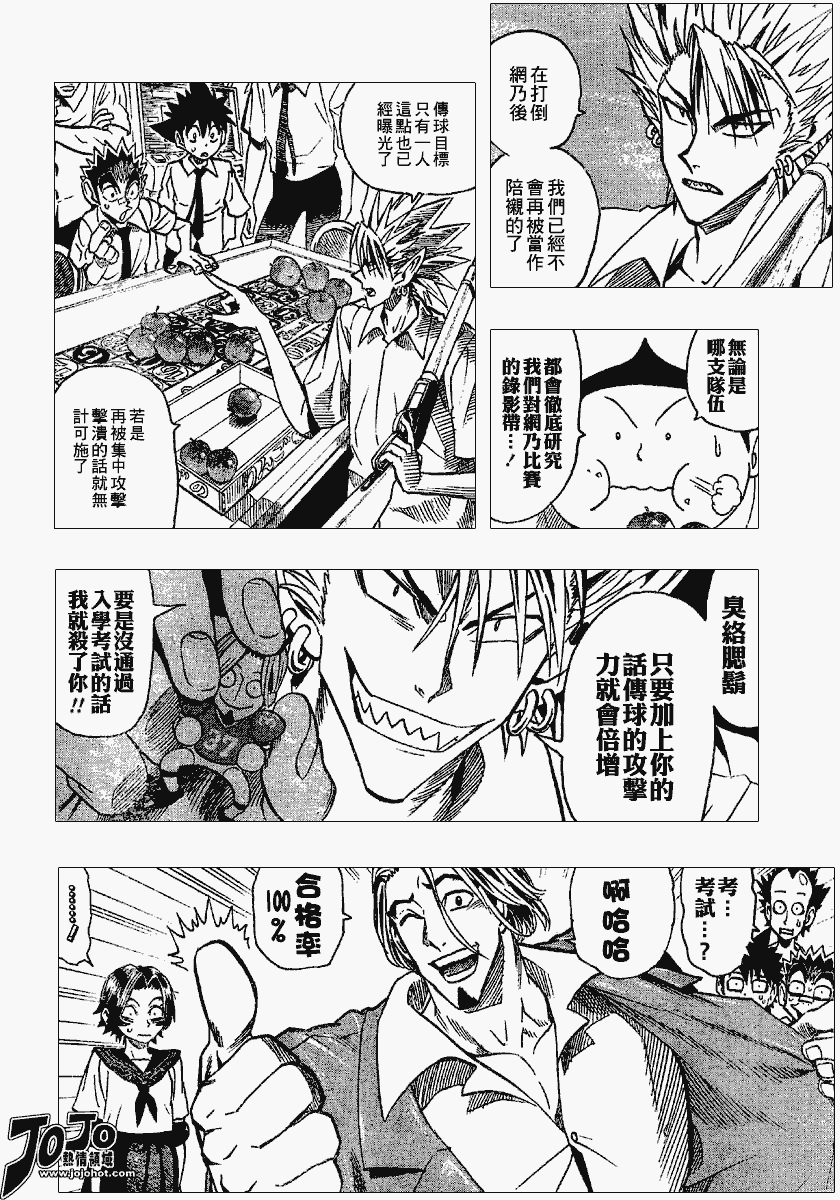 在打倒
網乃後
我們已經不
會再被當作
陪襯的了
傳球目標
只有一人
這點也已
經曝光了
若是
再被集中攻擊
擊潰的話就無
計可施了
無論是
哪支隊伍
都會徹底研究
我們對網乃比賽
的錄影帶…！
臭絡腮鬍
只要加上你的
話傳球的攻擊
力就會倍增
要是沒通過
入學考試的話
我就殺了你!!
37
考…
考試…？
啊哈哈
合格率
100%
……！
JOJO
熱情領域
www.jojohot.com